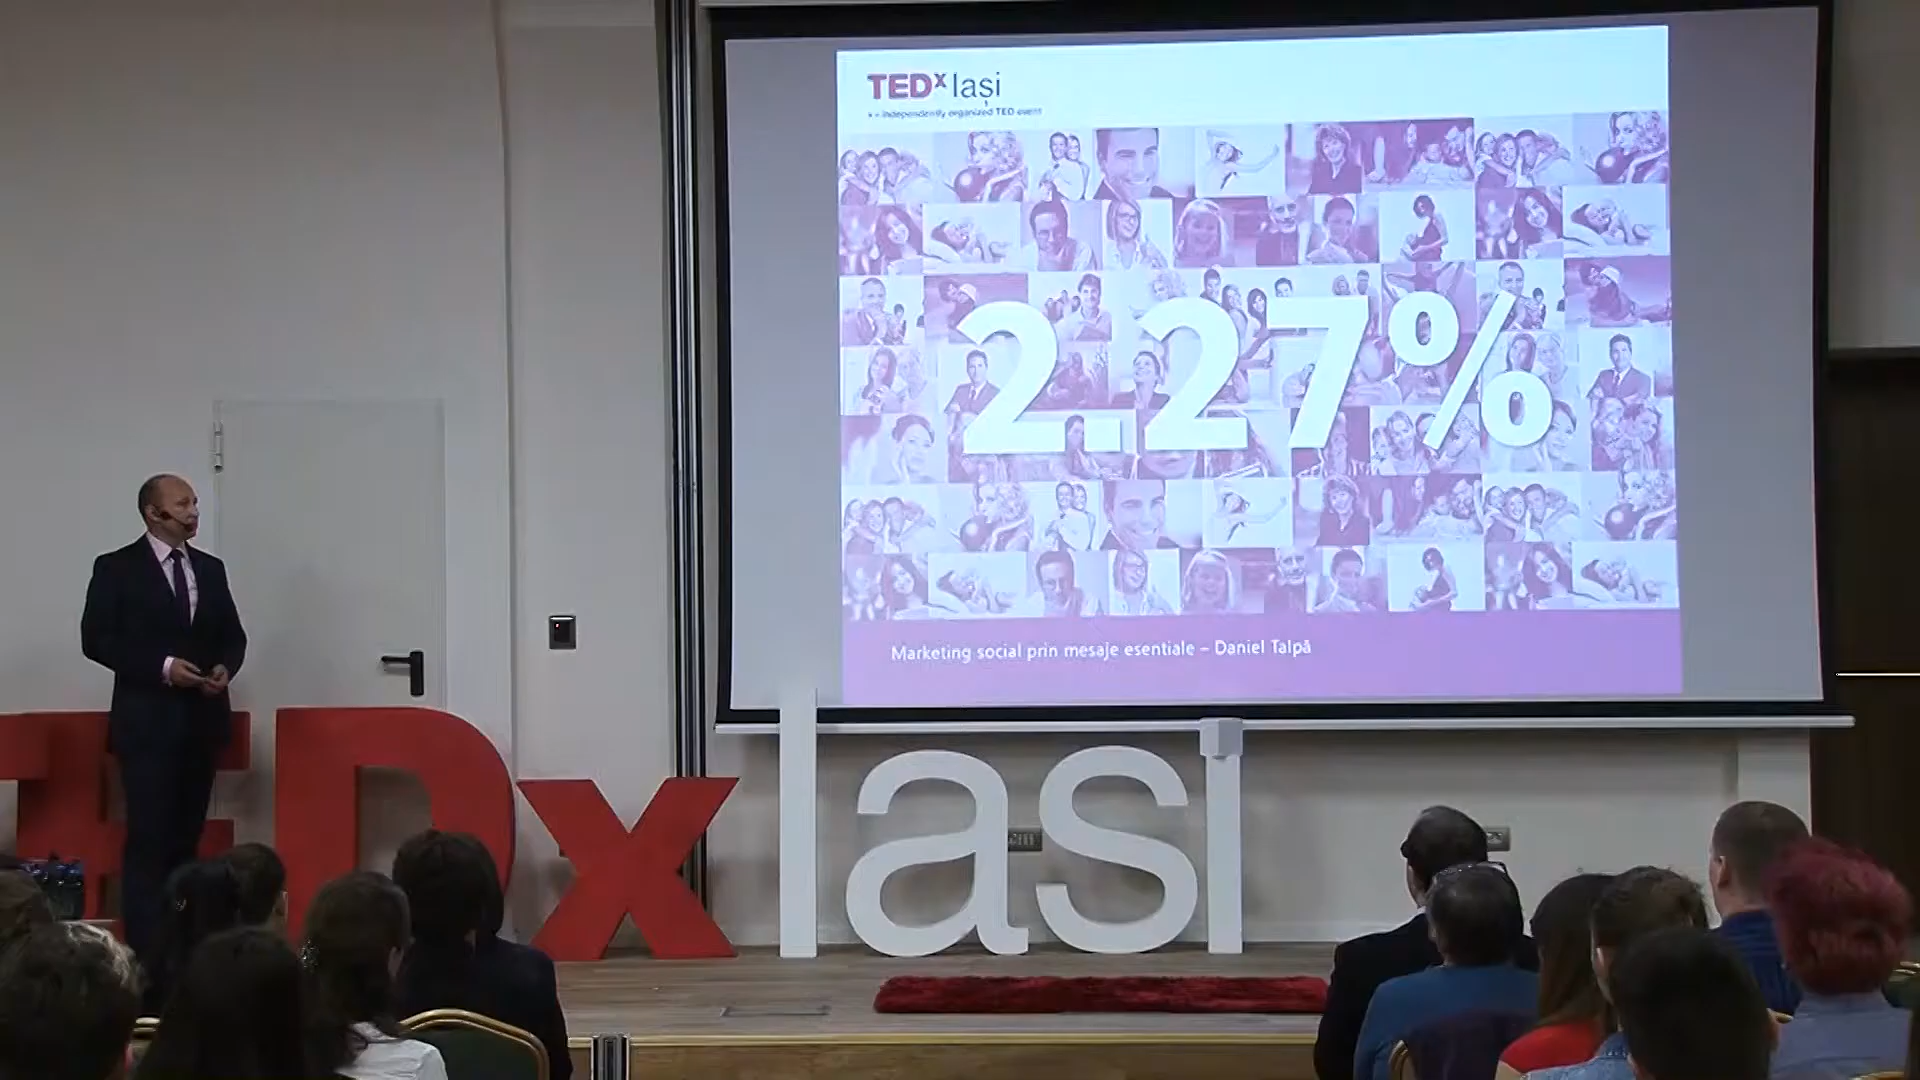 TEDx Iași
x = independently organized TED event
2.27%
Marketing social prin mesaje esentiale – Daniel Talpă
TEDx Iasi